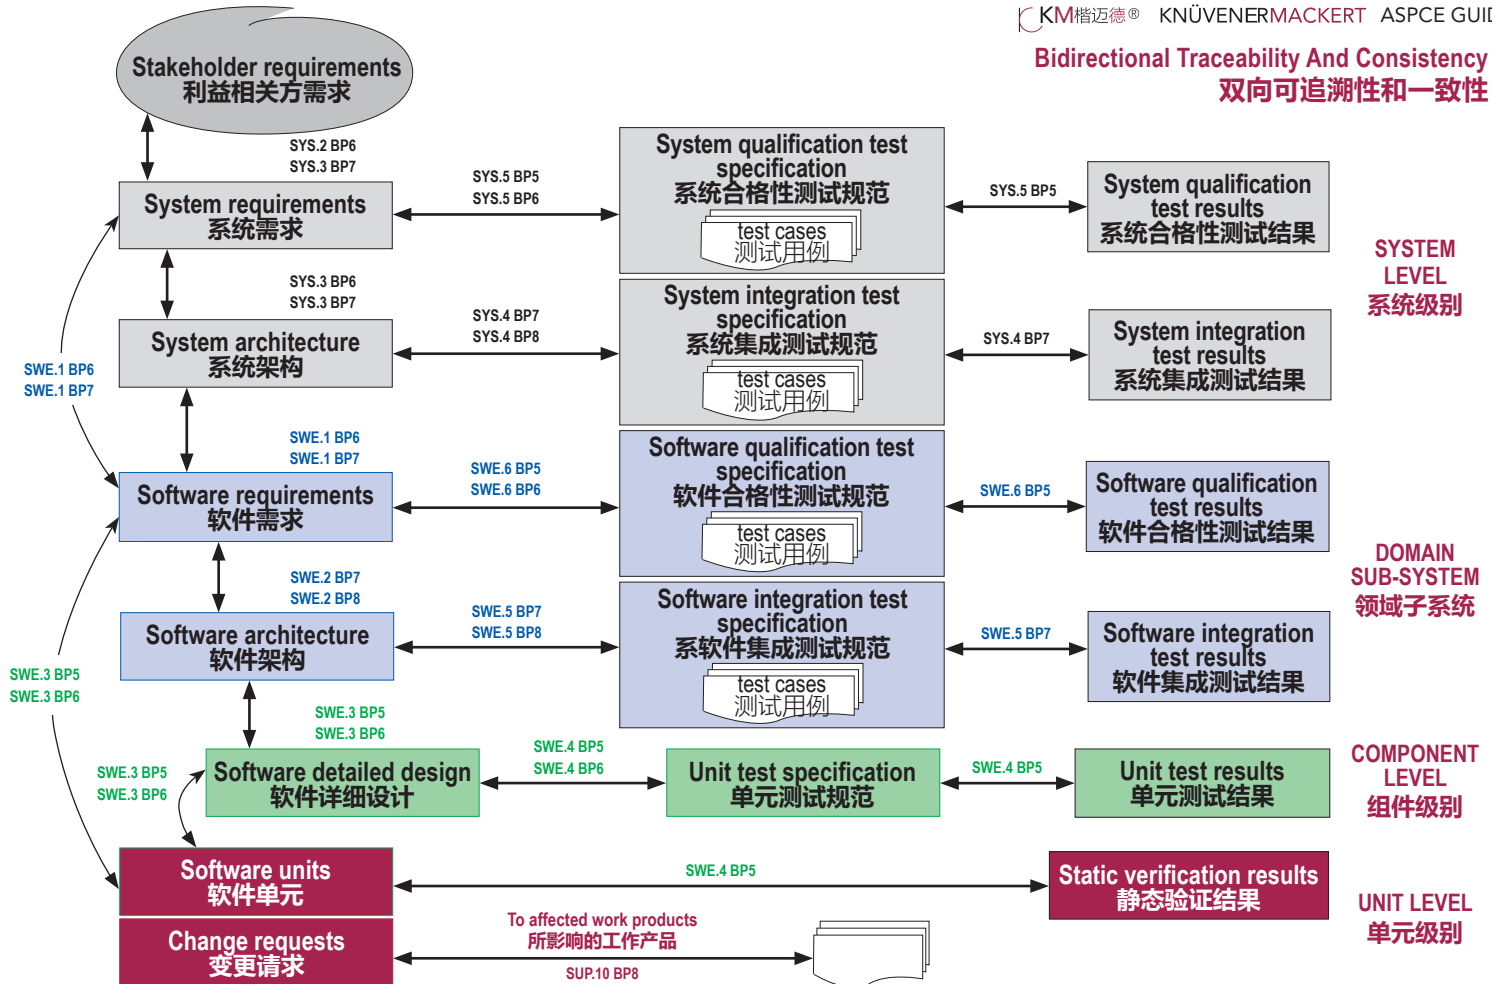 KM楷迈德® KNÜVENERMACKERT ASPCE GUID
Bidirectional Traceability And Consistency
双向可追溯性和一致性
Stakeholder requirements
利益相关方需求
SYS.2 BP6
SYS.3 BP7
System requirements
系统需求
SYS.5 BP5
SYS.5 BP6
System qualification test
specification
系统合格性测试规范
test cases
测试用例
SYS.5 BP5
System qualification
test results
系统合格性测试结果
SYSTEM
LEVEL
系统级别
SYS.3 BP6
SYS.3 BP7
System architecture
系统架构
SYS.4 BP7
SYS.4 BP8
System integration test
specification
系统集成测试规范
test cases
测试用例
SYS.4 BP7
System integration
test results
系统集成测试结果
SWE.1 BP6
SWE.1 BP7
SWE.1 BP6
SWE.1 BP7
Software requirements
软件需求
SWE.6 BP5
SWE.6 BP6
Software qualification test
specification
软件合格性测试规范
test cases
测试用例
SWE.6 BP5
Software qualification
test results
软件合格性测试结果
DOMAIN
SUB-SYSTEM
领域子系统
SWE.2 BP7
SWE.2 BP8
Software architecture
软件架构
SWE.5 BP7
SWE.5 BP8
Software integration test
specification
系软件集成测试规范
test cases
测试用例
SWE.5 BP7
Software integration
test results
软件集成测试结果
SWE.3 BP5
SWE.3 BP6
SWE.3 BP5
SWE.3 BP6
SWE.3 BP5
SWE.3 BP6
Software detailed design
软件详细设计
SWE.4 BP5
SWE.4 BP6
Unit test specification
单元测试规范
SWE.4 BP5
Unit test results
单元测试结果
COMPONENT
LEVEL
组件级别
Software units
软件单元
SWE.4 BP5
Static verification results
静态验证结果
UNIT LEVEL
单元级别
Change requests
变更请求
To affected work products
所影响的工作产品
SUP.10 BP8